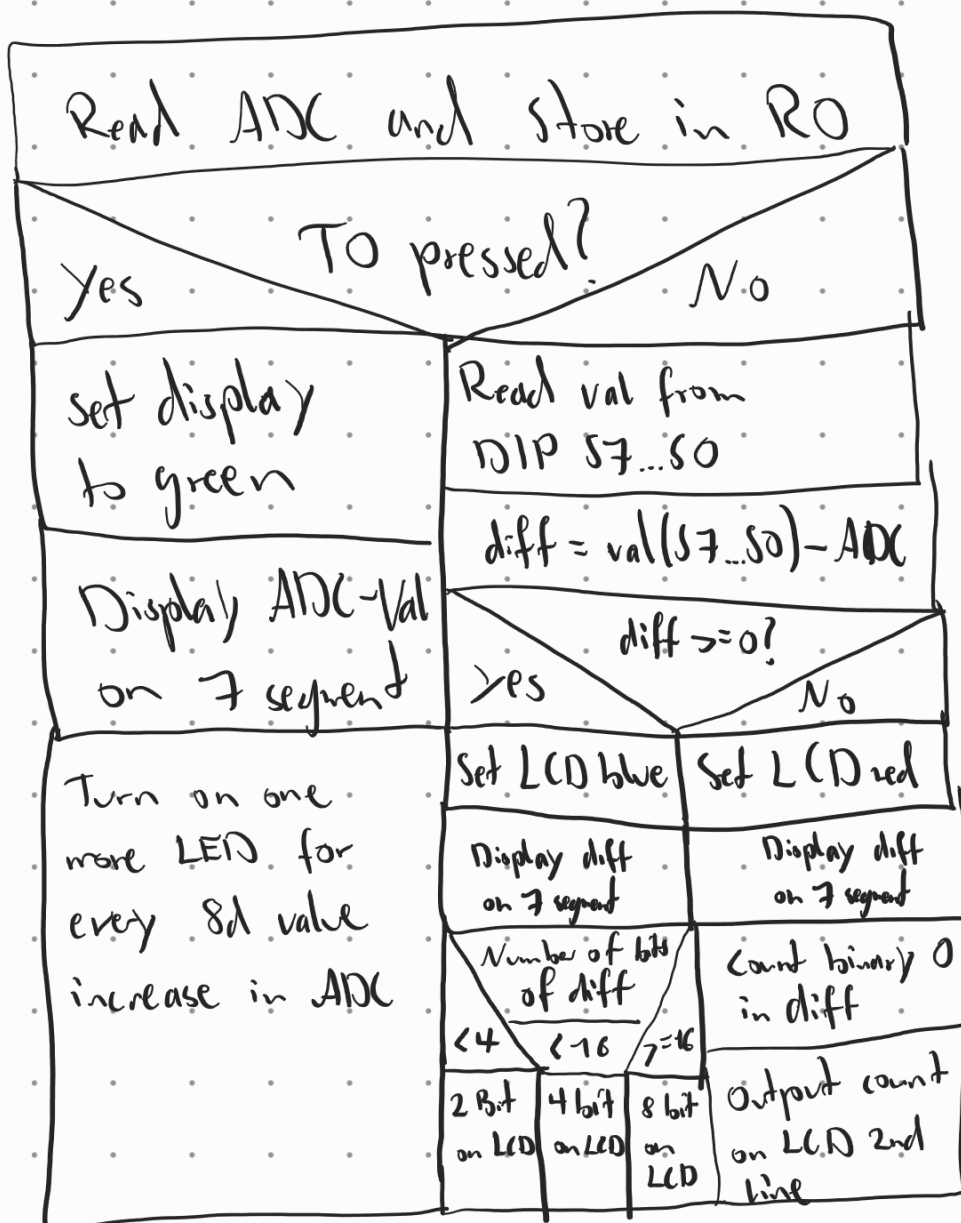 Read ADC and store in R0
T0 pressed?
Yes
No
set display
to green
Display ADC-Val
on 7 segment
Turn on one
more LED for
every 8d value
increase in ADC
Read val from
DIP S7...S0
diff = val(S7...S0) - ADC
diff >= 0?
Yes
No
Set LCD blue
Display diff
on 7 segment
Number of bits
of diff
<4
<16
>=16
2 Bit
on LCD
4 bit
on LCD
8 bit
on
LCD
Set LCD red
Display diff
on 7 segment
Count binary 0
in diff
Output count
on LCD 2nd
Line